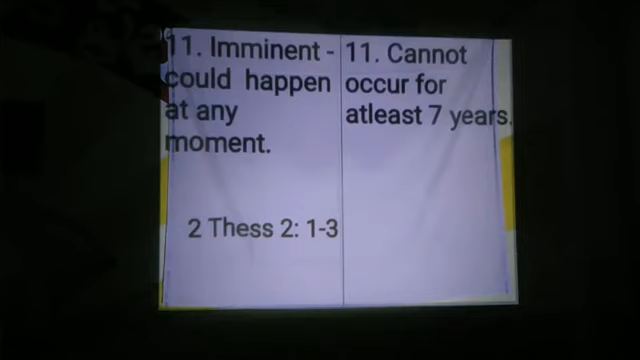 11. Imminent -
could happen
at any
moment.
2 Thess 2: 1-3
11. Cannot
occur for
atleast 7 years.